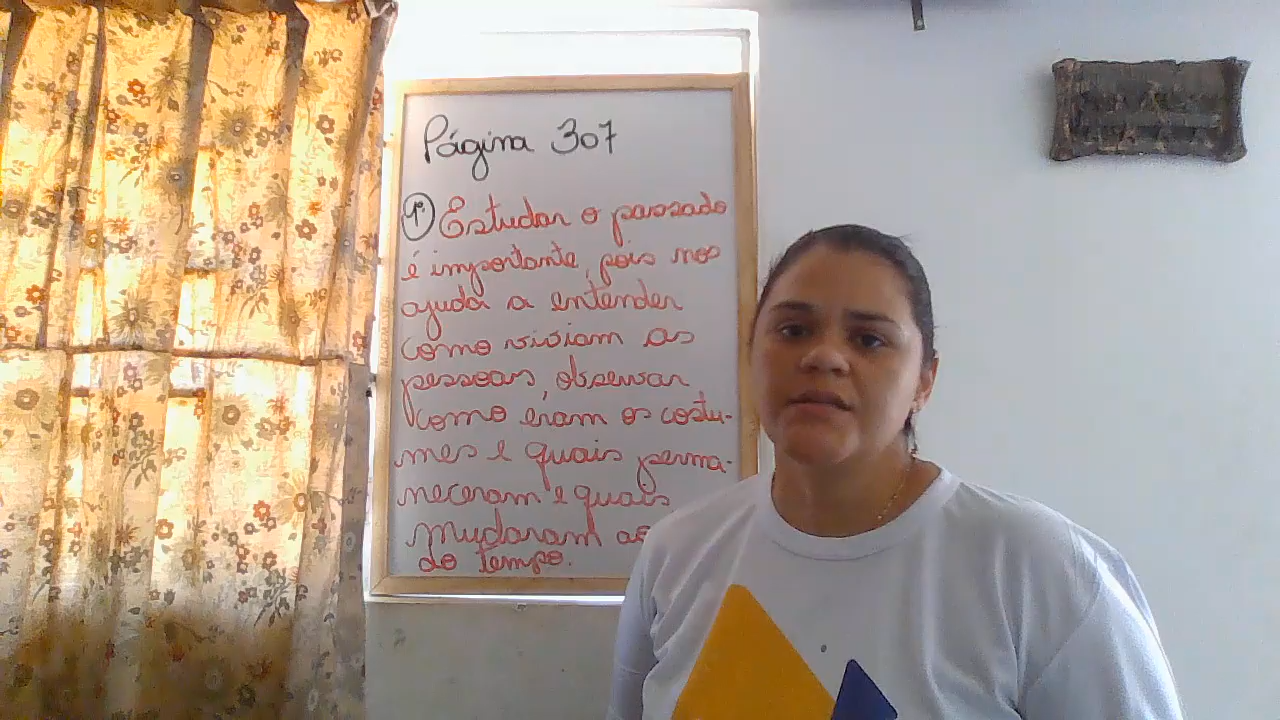 Página 307
1º Estudar o passado
é importante, pois nos
ajuda a entender
como viviam as
pessoas, observar
como eram os costu-
mes e quais perma-
neceram e quais
mudaram ao
do tempo.